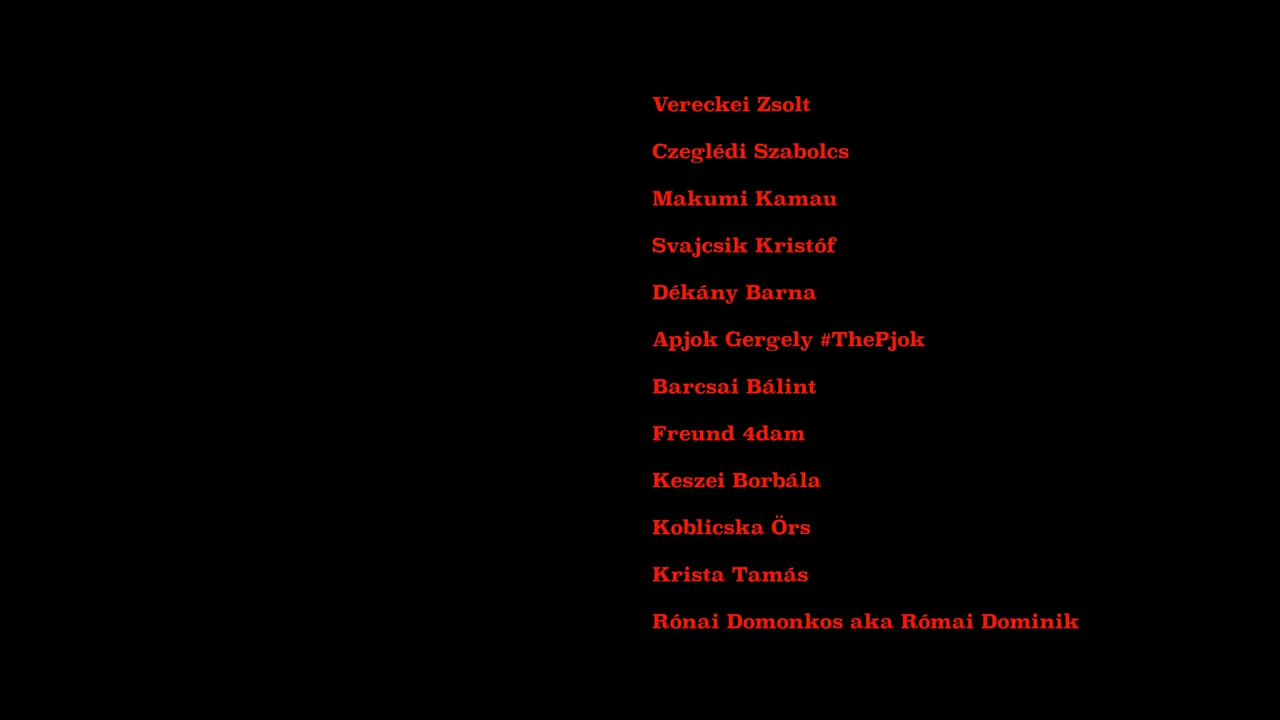 Vereckei Zsolt
Czeglédi Szabolcs
Makumi Kamau
Svajcsik Kristóf
Dékány Barna
Apjok Gergely #ThePjok
Barcsai Bálint
Freund 4dam
Keszei Borbála
Koblicska Örs
Krista Tamás
Rónai Domonkos aka Római Dominik